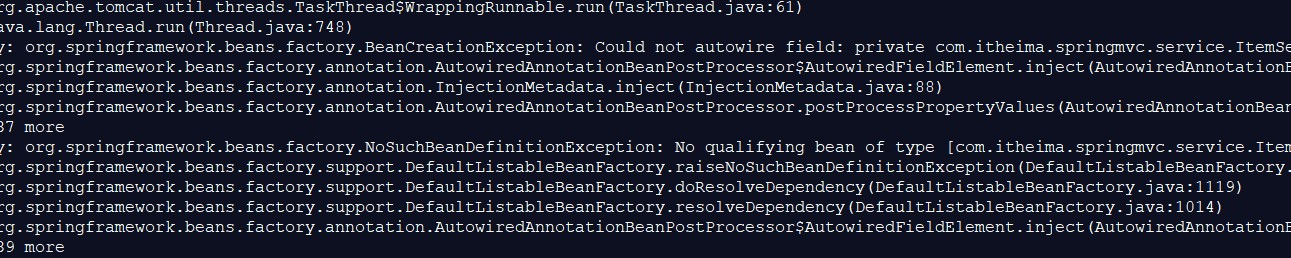 rg.apache.tomcat.util.threads.TaskThread$WrappingRunnable.run(TaskThread.java:61)
ava.lang.Thread.run(Thread.java:748)
y: org.springframework.beans.factory.BeanCreationException: Could not autowire field: private com.itheima.springmvc.service.ItemSe
rg.springframework.beans.factory.annotation.AutowiredAnnotationBeanPostProcessor$AutowiredFieldElement.inject(AutowiredAnnotationB
rg.springframework.beans.factory.annotation.InjectionMetadata.inject(InjectionMetadata.java:88)
rg.springframework.beans.factory.annotation.AutowiredAnnotationBeanPostProcessor.postProcessPropertyValues(AutowiredAnnotationBean
37 more
y: org.springframework.beans.factory.NoSuchBeanDefinitionException: No qualifying bean of type [com.itheima.springmvc.service.Item
rg.springframework.beans.factory.support.DefaultListableBeanFactory.raiseNoSuchBeanDefinitionException(DefaultListableBeanFactory.
rg.springframework.beans.factory.support.DefaultListableBeanFactory.doResolveDependency(DefaultListableBeanFactory.java:1119)
rg.springframework.beans.factory.support.DefaultListableBeanFactory.resolveDependency(DefaultListableBeanFactory.java:1014)
rg.springframework.beans.factory.annotation.AutowiredAnnotationBeanPostProcessor$AutowiredFieldElement.inject(AutowiredAnnotationB
39 more